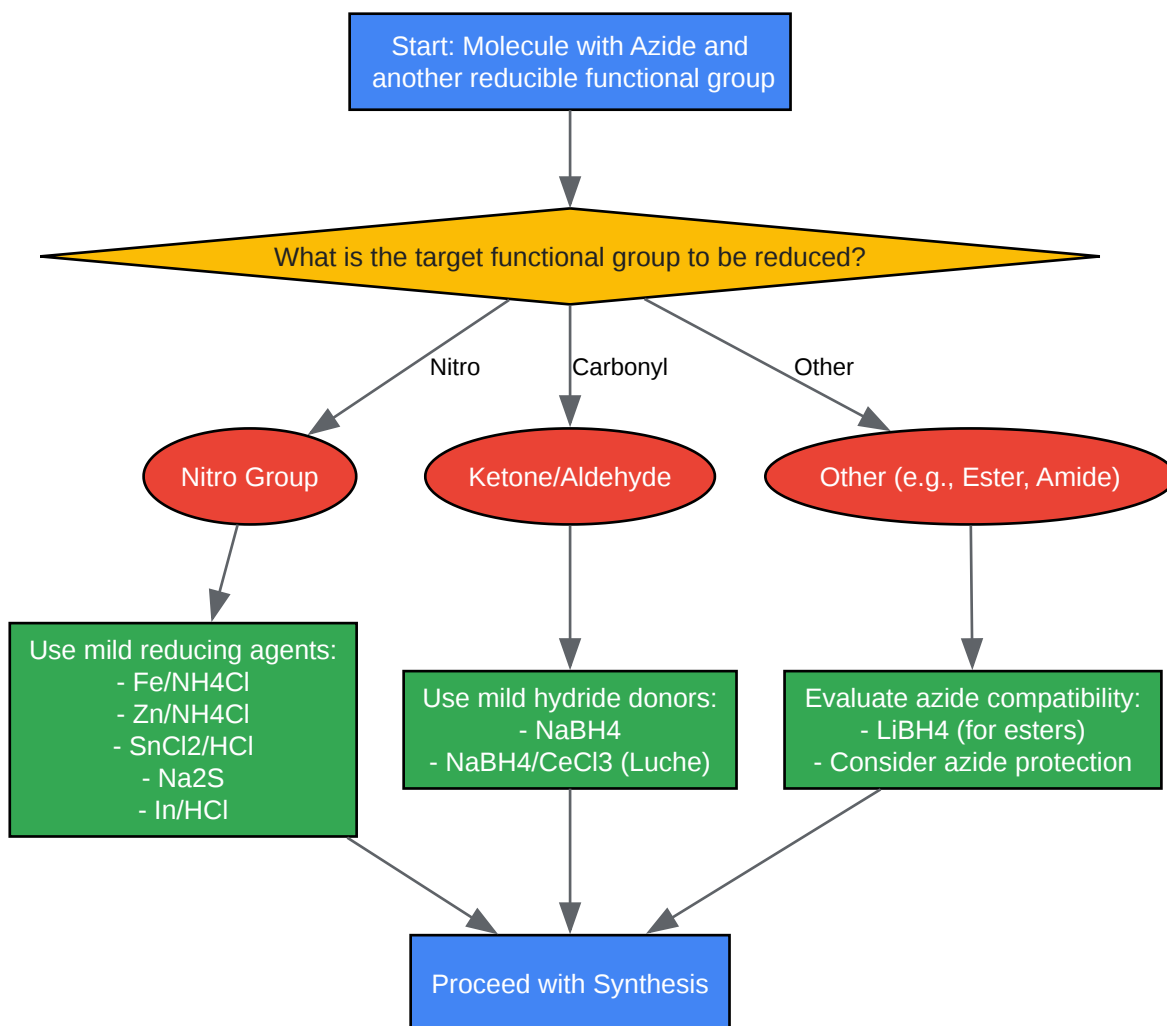 Start: Molecule with Azide and
another reducible functional group
What is the target functional group to be reduced?
Nitro
Carbonyl
Other
Nitro Group
Ketone/Aldehyde
Other (e.g., Ester, Amide)
Use mild reducing agents:
- Fe/NH4Cl
- Zn/NH4Cl
- SnCl2/HCl
- Na2S
- In/HCl
Use mild hydride donors:
- NaBH4
- NaBH4/CeCl3 (Luche)
Evaluate azide compatibility:
- LiBH4 (for esters)
- Consider azide protection
Proceed with Synthesis